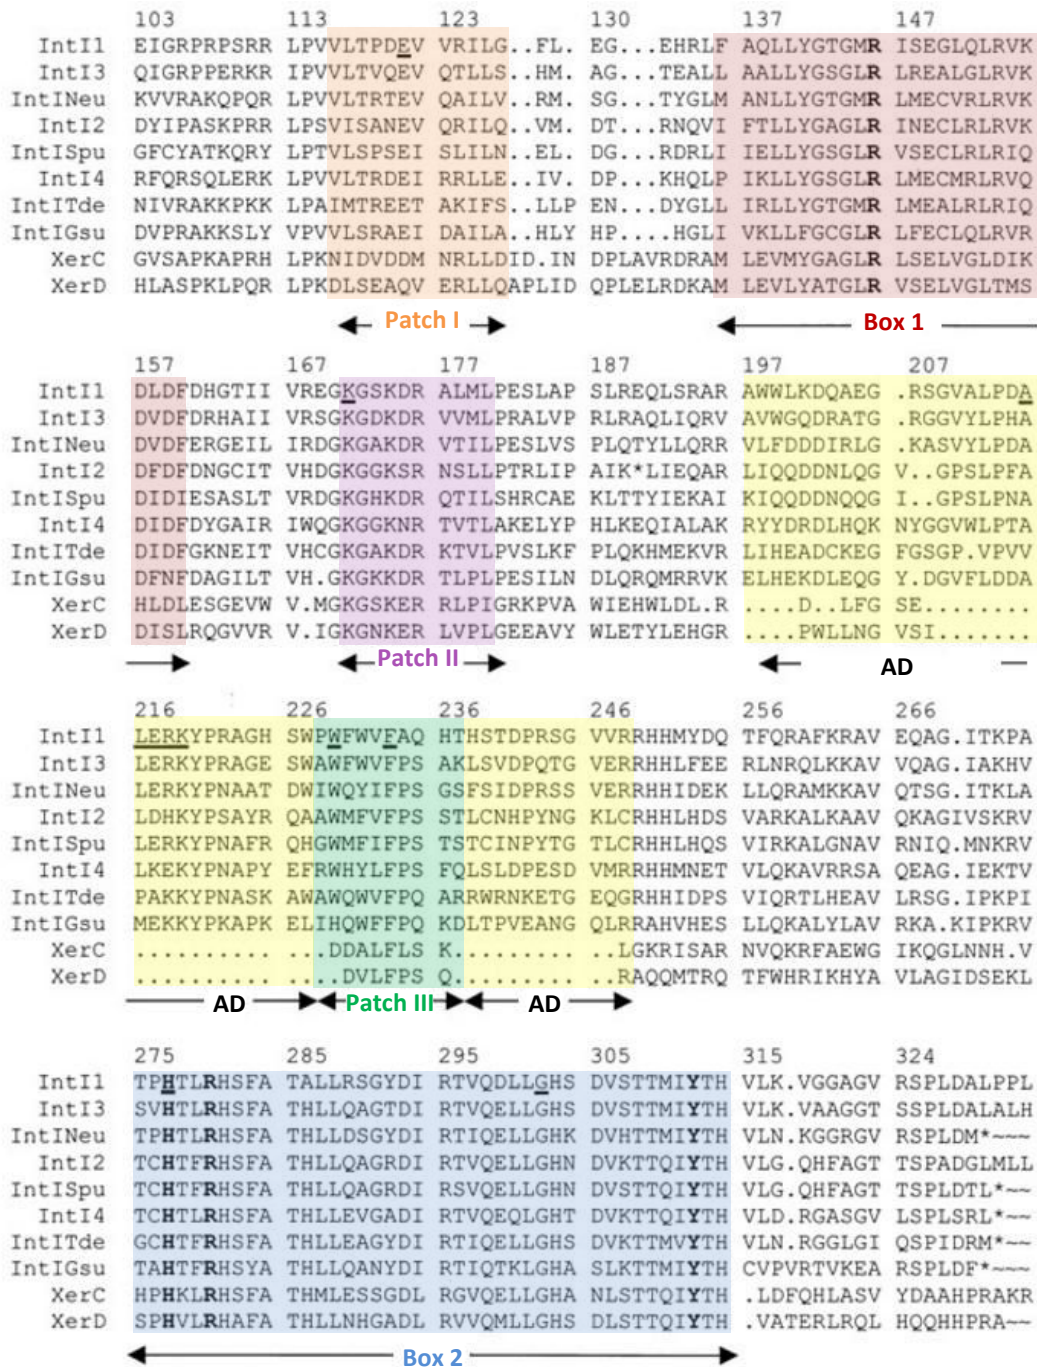 103 113 123 130 137 147
IntI1 EIGRPRPSRR LPVVLTPDEV VRILG..FL. EG...EHRLF AQLLYGTGMR ISEGLQLRVK
IntI3 QIGRPPERKR IPVVLTVQEV QTLLS..HM. AG...TEALL AALLYGSGLR LREALGLRVK
IntINeu KVVRAKQPQR LPVVLTRTEV QAILV..RM. SG...TYGLM ANLLYGTGMR LMECVRLRVK
IntI2 DYIPASKPRR LPSVISANEV QRILQ..VM. DT...RNQVI FTLLYGAGLR INECLRLRVK
IntISpu GFCYATKQRY LPTVLSPSEI SLILN..EL. DG...RDRLI IELLYGSGLR VSECLRLRIQ
IntI4 RFQRSQLERK LPVVLTRDEI RRLLE..IV. DP...KHQLP IKLLYGSGLR LMECMRLRVQ
IntITde NIVRAKKPKK LPAIMTREET AKIFS..LLP EN...DYGLL IRLLYGTGMR LMEALRLRIQ
IntIGsu DVPRAKKSLY VPVVLSRAEI DAILA..HLY HP....HGLI VKLLFGCGLR LFECLQLRVR
XerC GVSAPKAPRH LPKNIDVDDM NRLLDID.IN DPLAVRDRAM LEVMYGAGLR LSELVGLDIK
XerD HLASPKLPQR LPKDLSEAQV ERLLQAPLID QPLELRDKAM LEVLYATGLR VSELVGLTMS
Patch I Box 1
157 167 177 187 197 207
IntI1 DLDFDHGTII VREGKGSKDR ALMLPESLAP SLREQLSRAR AWWLKDQAEG .RSGVALPDA
IntI3 DVDFDRHAII VRSGKGDKDR VVMLPRALVP RLRAQLIQRV AVWGQDRATG .RGGVYLPHA
IntINeu DVDFERGEIL IRDGKGAKDR VTILPESLVS PLQTYLLQRR VLFDDDIRLG .KASVYLPDA
IntI2 DFDFDNGCIT VHDGKGGKSR NSLLPTRLIP AIK*LIEQAR LIQQDDNLQG V..GPSLPFA
IntISpu DIDIESASLT VRDGKGHKDR QTILSHRCAE KLTTYIEKAI KIQQDDNQQG I..GPSLPNA
IntI4 DIDFDYGAIR IWQGKGGKNR TVTLAKELYP HLKEQIALAK RYYDRDLHQK NYGGVWLPTA
IntITde DIDFGKNEIT VHCGKGAKDR KTVLPVSLKF PLQKHMEKVR LIHEADCKEG FGSGP.VPVV
IntIGsu DFNFDAGILT VH.GKGKKDR TLPLPESILN DLQRQMRRVK ELHEKDLEQG Y.DGVFLDDA
XerC HLDLESGEVW V.MGKGSKER RLPIGRKPVA WIEHWLDL.R ....D..LFG SE........
XerD DISLRQGVVR V.IGKGNKER LVPLGEEAVY WLETYLEHGR ....PWLLNG VSI.......
Patch II AD
216 226 236 246 256 266
IntI1 LERKYPRAGH SWPWFWVFAQ HTHSTDPRSG VVRRHHMYDQ TFQRAFKRAV EQAG.ITKPA
IntI3 LERKYPRAGE SWAWFWVFPS AKLSVDPQTG VERRHHLFEE RLNRQLKKAV VQAG.IAKHV
IntINeu LERKYPNAAT DWIWQYIFPS GSFSIDPRSS VERRHHIDEK LLQRAMKKAV QTSG.ITKLA
IntI2 LDHKYPSAYR QAAWMFVFPS STLCNHPYNG KLCRHHLHDS VARKALKAAV QKAGIVSKRV
IntISpu LERKYPNAFR QHGWMFIFPS TSTCINPYTG TLCRHHLHQS VIRKALGNAV RNIQ.MNKRV
IntI4 LKEKYPNAPY EFRWHYLFPS FQLSLDPESD VMRRHHMNET VLQKAVRRSA QEAG.IEKTV
IntITde PAKKYPNASK AWAWQWVFPQ ARRWRNKETG EQGRHHIDPS VIQRTLHEAV LRSG.IPKPI
IntIGsu MEKKYPKAPK ELIHQWFFPQ KDLTPVEANG QLRRAHVHES LLQKALYLAV RKA.KIPKRV
XerC .......... ..DDALFLS K......... ...LGKRISAR NVQKRFAEWG IKQGLNNH.V
XerD .......... ...DVLFPS Q......... ...RAQQMTRQ TFWHRIKHYA VLAGIDSEKL
AD Patch III AD
275 285 295 305 315 324
IntI1 TPHTLRHSFA TALLRSGYDI RTVQDLLGHS DVSTTMIYTH VLK.VGGAGV RSPLDALPPL
IntI3 SVHTLRHSFA THLLQAGTDI RTVQELLGHS DVSTTMIYTH VLK.VAAGGT SSPLDALALH
IntINeu TPHTLRHSFA THLLDSGYDI RTIQELLGHK DVHTTMIYTH VLN.KGGRGV RSPLDM*~~~
IntI2 TCHTFRHSFA THLLQAGRDI RTVQELLGHN DVKTTQIYTH VLG.QHFAGT TSPADGLMLL
IntISpu TCHTFRHSFA THLLQAGRDI RSVQELLGHN DVSTTQIYTH VLG.QHFAGT TSPLDTL*~~
IntI4 TCHTFRHSFA THLLEVGADI RTVQEQLGHT DVKTTQIYTH VLD.RGASGV LSPLSRL*~~
IntITde GCHTFRHSFA THLLEAGYDI RTIQELLGHS DVKTTMVYTH VLN.RGGLGI QSPIDRM*~~
IntIGsu TAHTFRHSYA THLLQANYDI RTIQTKLGHA SLKTTMIYTH CVPVRTVKEA RSPLDF*~~~
XerC HPHKLRHSFA THMLESSGDL RGVQELLGHA NLSTTQIYTH .LDFQHLASV YDAAHPRAKR
XerD SPHVLRHAFA THLLNHGADL RVVQMLLGHS DLSTTQIYTH .VATERLRQL HQQHHPRA~~
Box 2